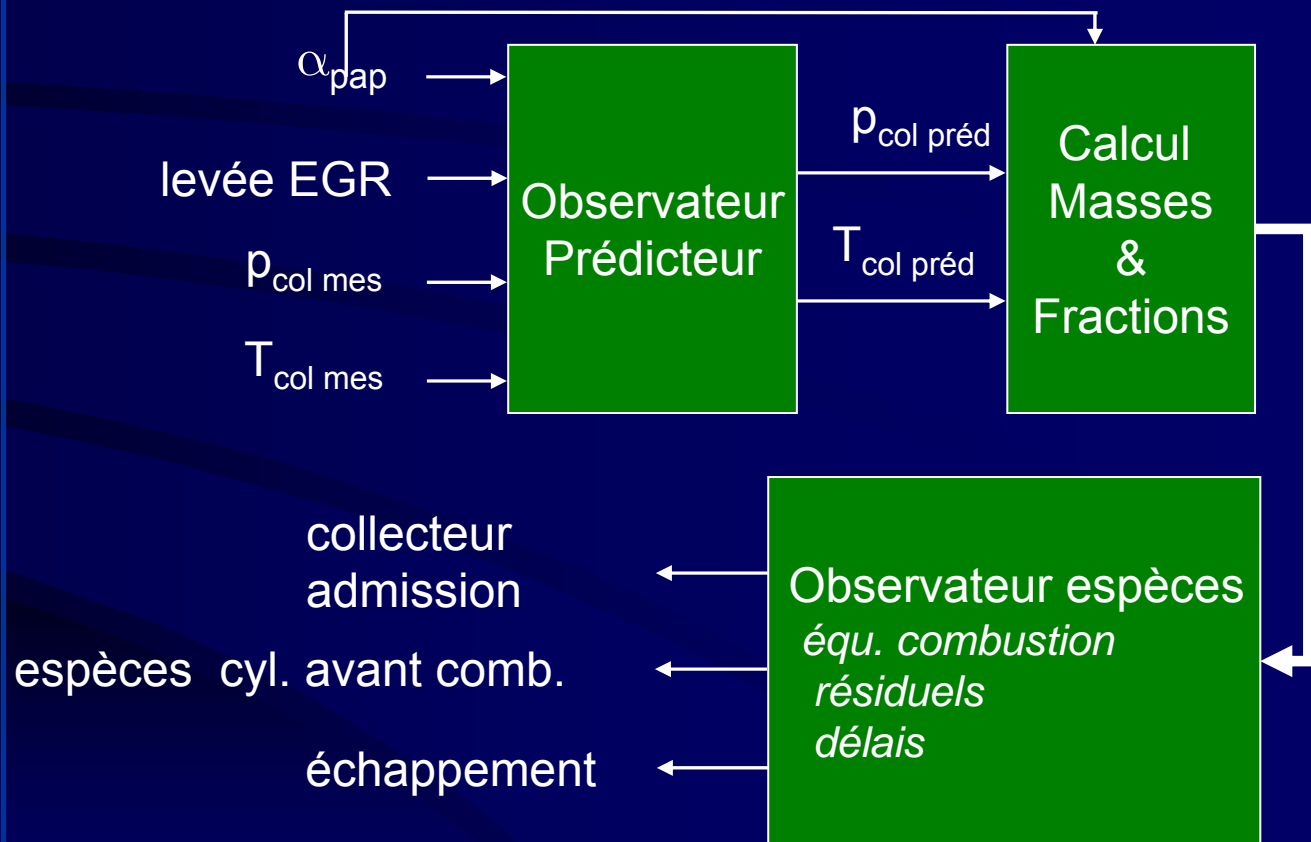 αpap
levée EGR
pcol mes
Tcol mes
Observateur
Prédicteur
pcol préd
Tcol préd
Calcul
Masses
&
Fractions
collecteur
admission
espèces cyl. avant comb.
échappement
Observateur espèces
équ. combustion
résiduels
délais